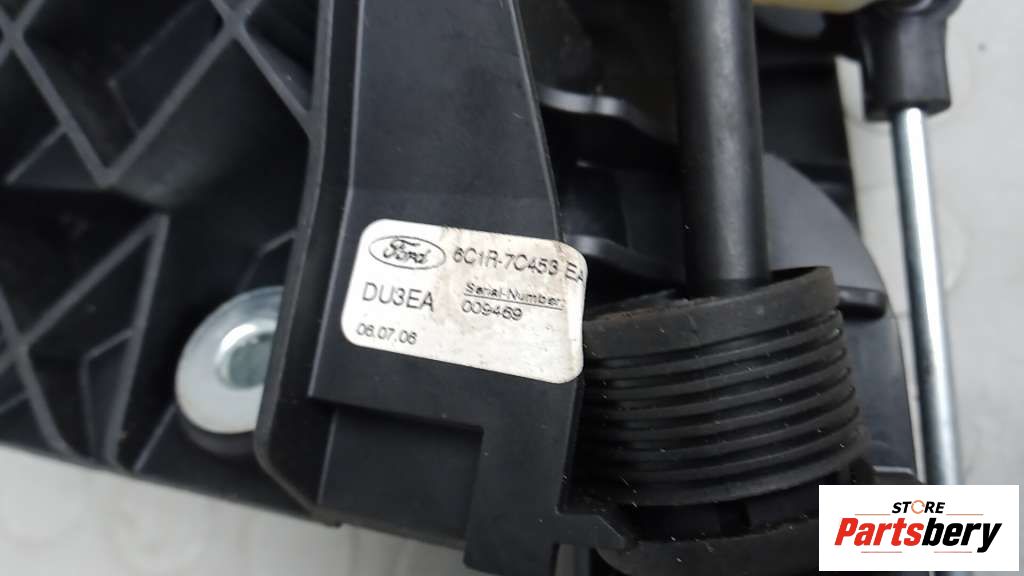 Ford 6C1R-7C453 EA
DU3EA Serial-Number:
009469
06.07.06
STORE
Partsbery